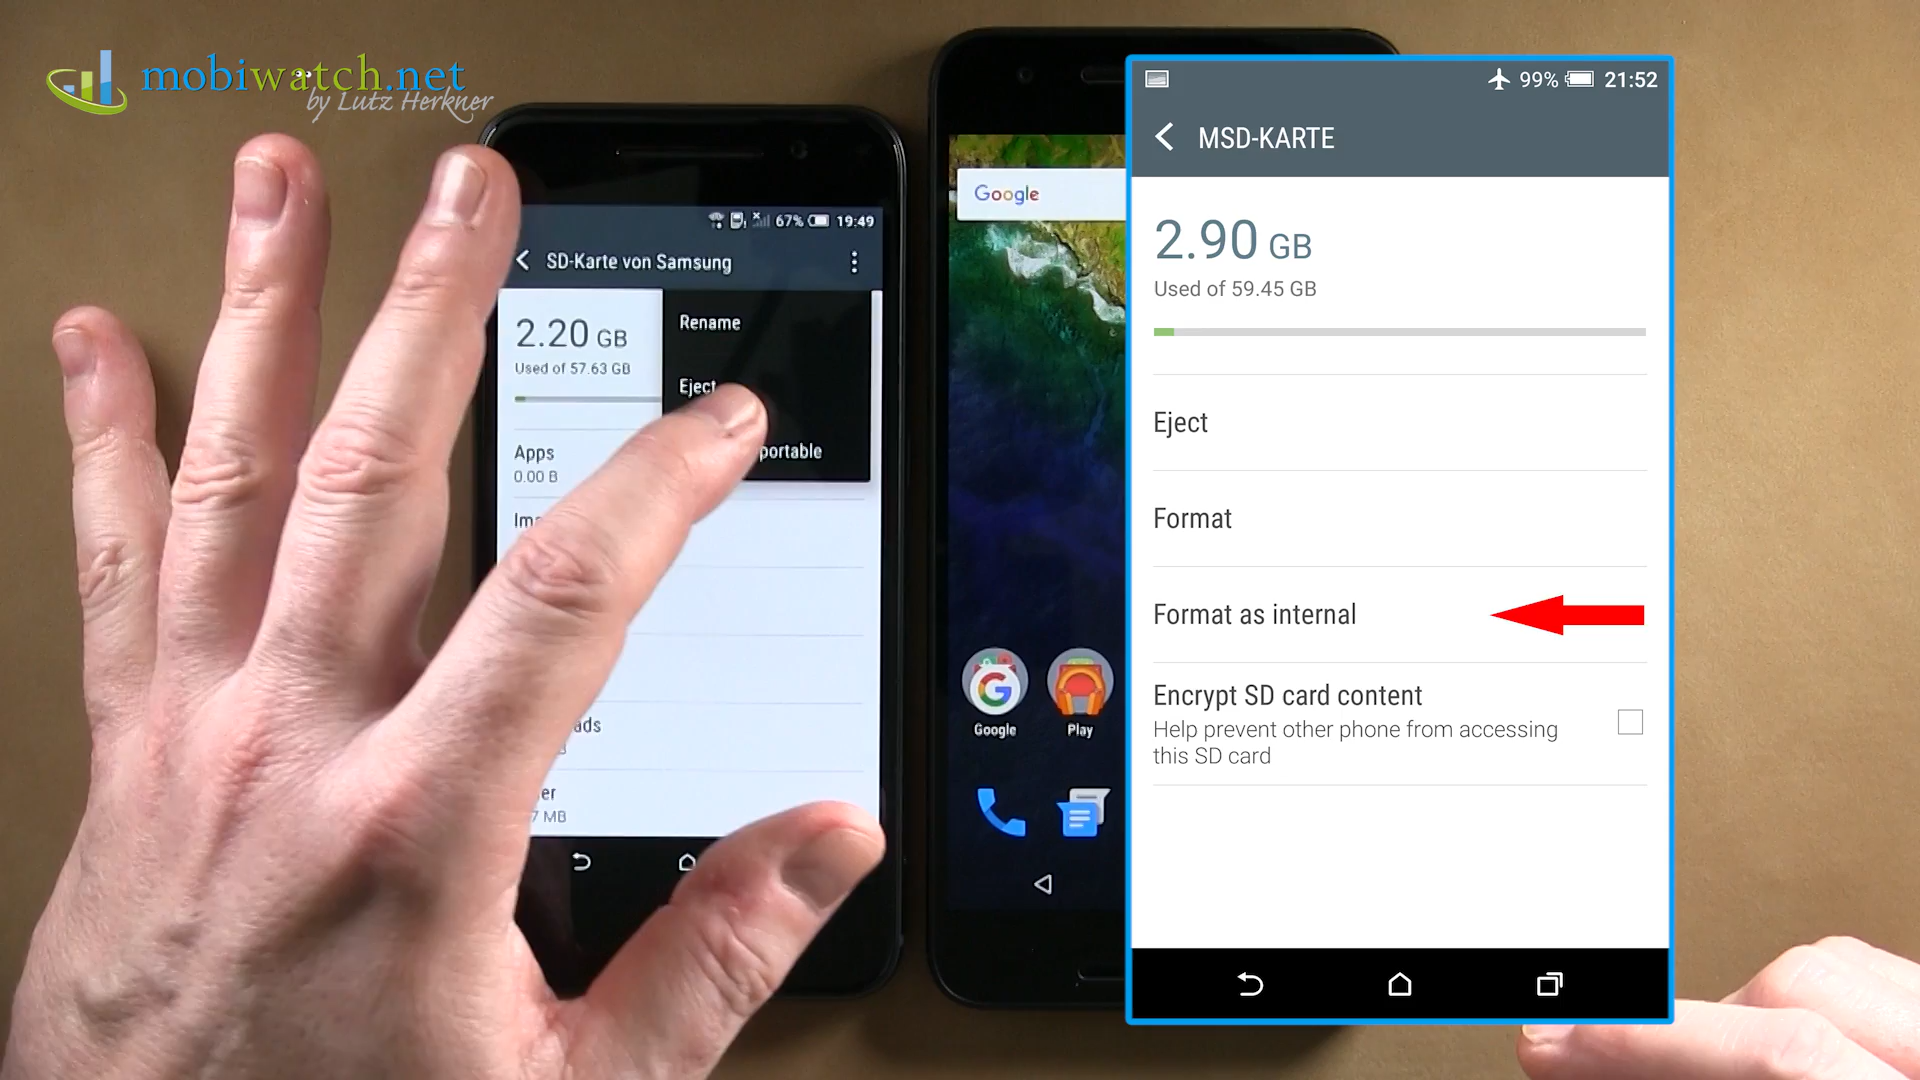 mobiwatch.net
by Lutz Herkner
67% 19:49
SD-Karte von Samsung
2.20 GB
Used of 57.63 GB
Rename
Eject
portable
Apps
0.00 B
Ima
ads
er
7 MB
Google
Google
Play
99% 21:52
MSD-KARTE
2.90 GB
Used of 59.45 GB
Eject
Format
Format as internal
Encrypt SD card content
Help prevent other phone from accessing
this SD card